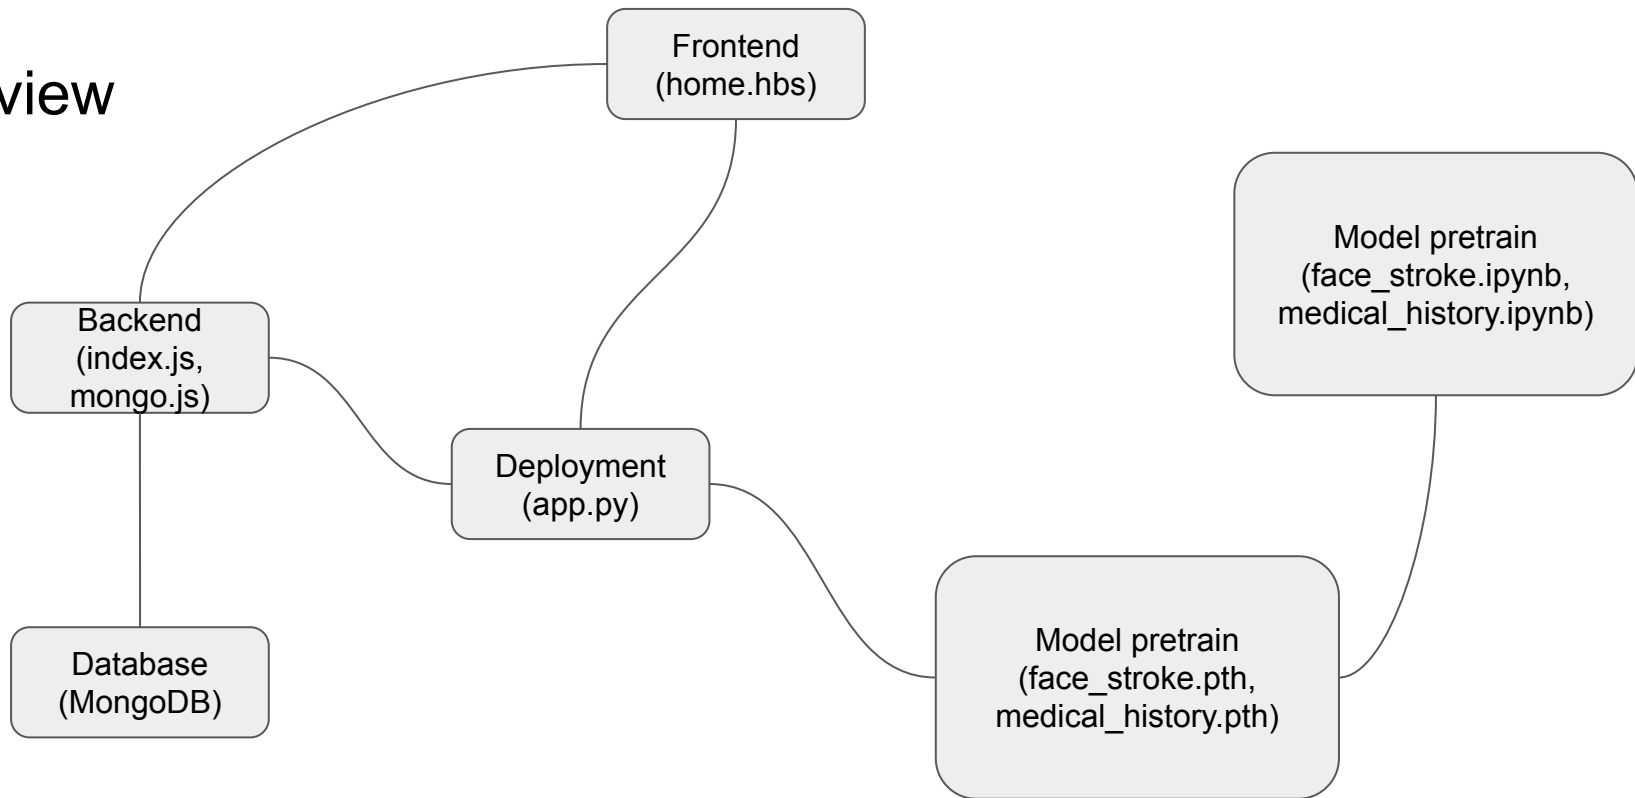 view
Frontend
(home.hbs)
Model pretrain
(face_stroke.ipynb,
medical_history.ipynb)
Backend
(index.js,
mongo.js)
Deployment
(app.py)
Database
(MongoDB)
Model pretrain
(face_stroke.pth,
medical_history.pth)